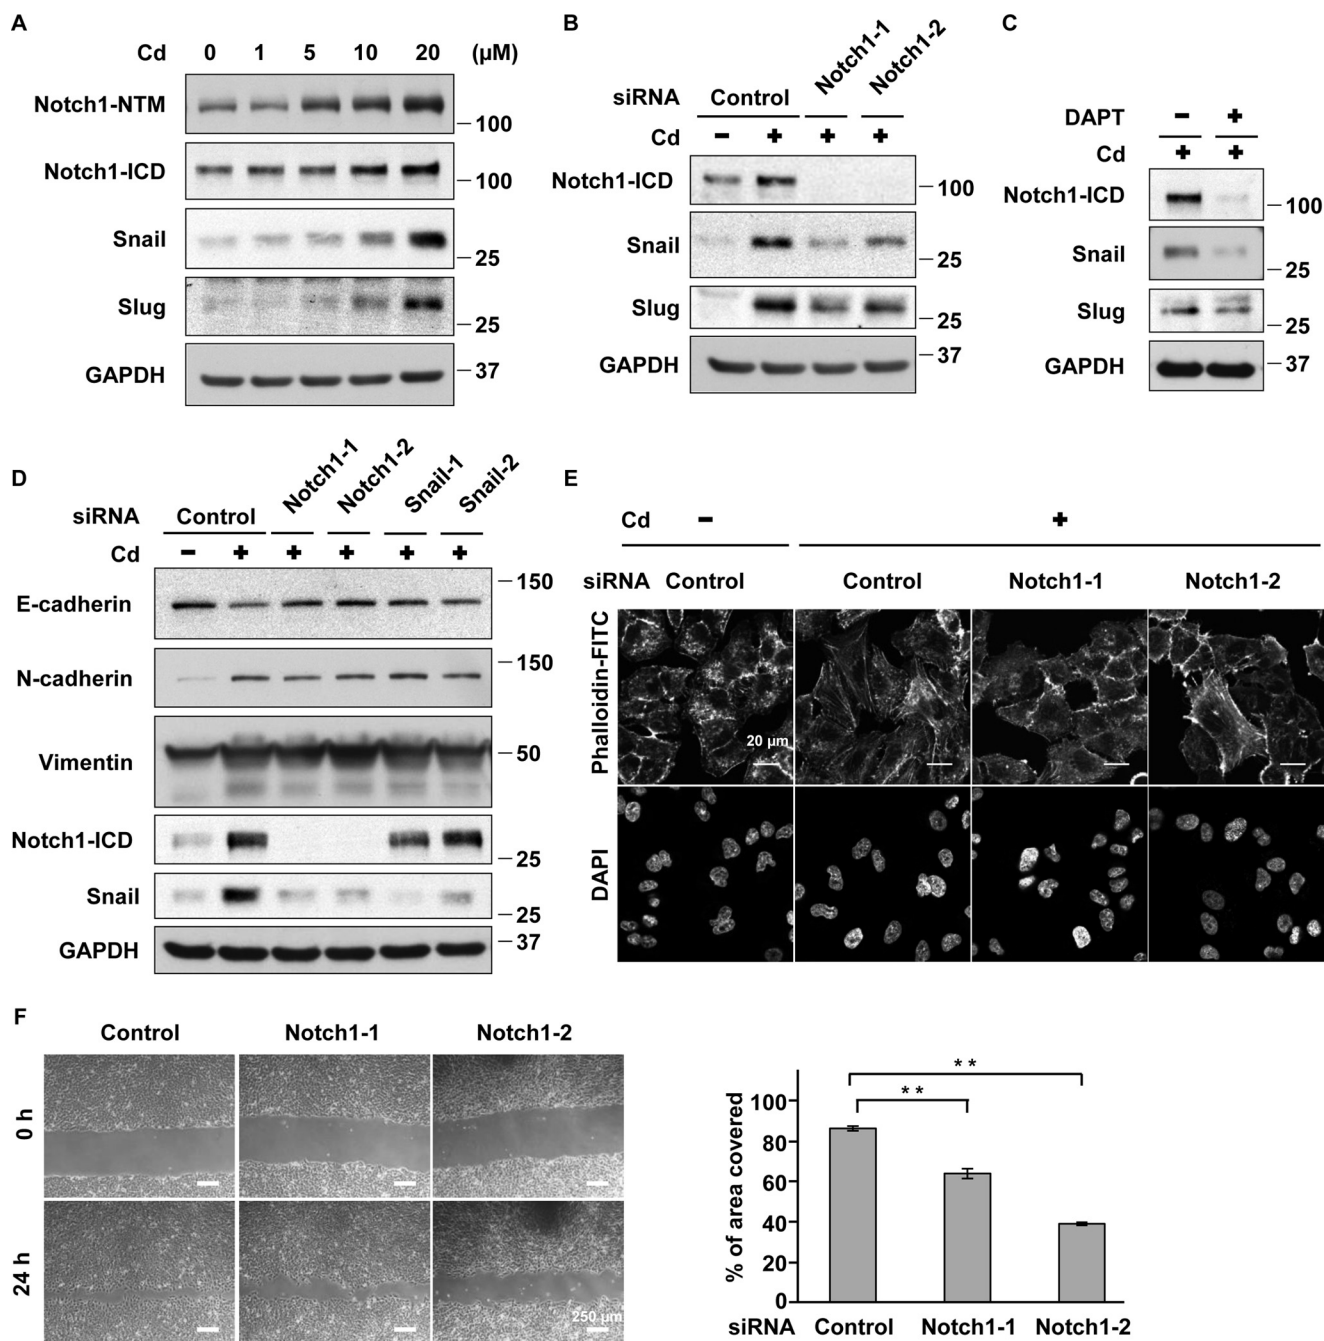 A
Cd 0 1 5 10 20 (µM)
Notch1-NTM
100
Notch1-ICD
100
Snail
25
Slug
25
GAPDH
37
B
Notch1-1
Notch1-2
siRNA Control
Cd - + + +
Notch1-ICD
100
Snail
25
Slug
25
GAPDH
37
C
DAPT - +
Cd + +
Notch1-ICD
100
Snail
25
Slug
25
GAPDH
37
D
Notch1-1
Notch1-2
Snail-1
Snail-2
siRNA Control
Cd - + + + + +
E-cadherin
150
N-cadherin
150
Vimentin
50
Notch1-ICD
25
Snail
25
GAPDH
37
E
Cd - +
siRNA Control Control Notch1-1 Notch1-2
Phalloidin-FITC
20 µm
DAPI
F
Control Notch1-1 Notch1-2
0 h
24 h
250 µm
% of area covered
100
80
60
40
20
0
**
**
siRNA Control Notch1-1 Notch1-2